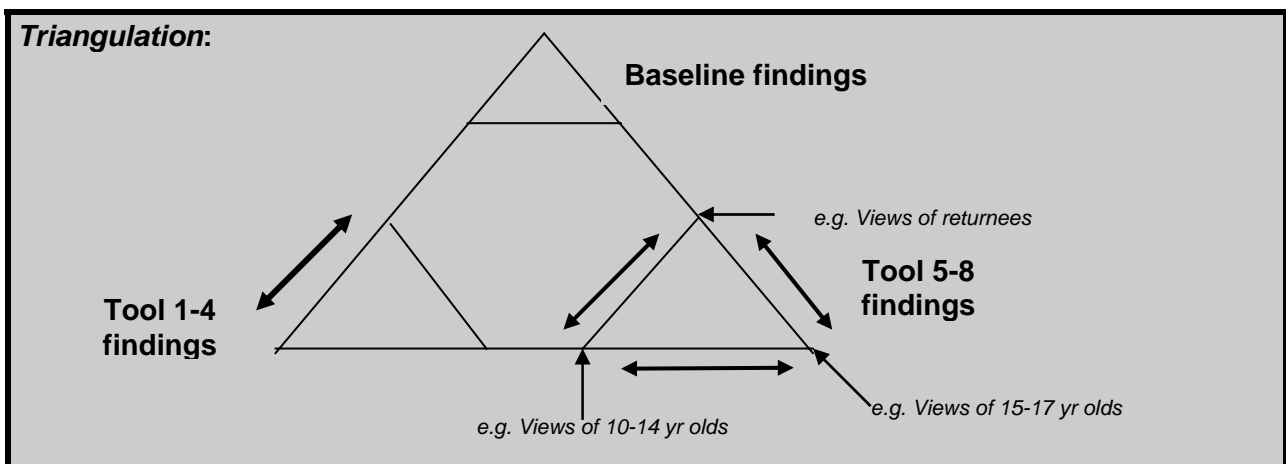 Triangulation:
Baseline findings
e.g. Views of returnees
Tool 5-8
findings
Tool 1-4
findings
e.g. Views of 15-17 yr olds
e.g. Views of 10-14 yr olds